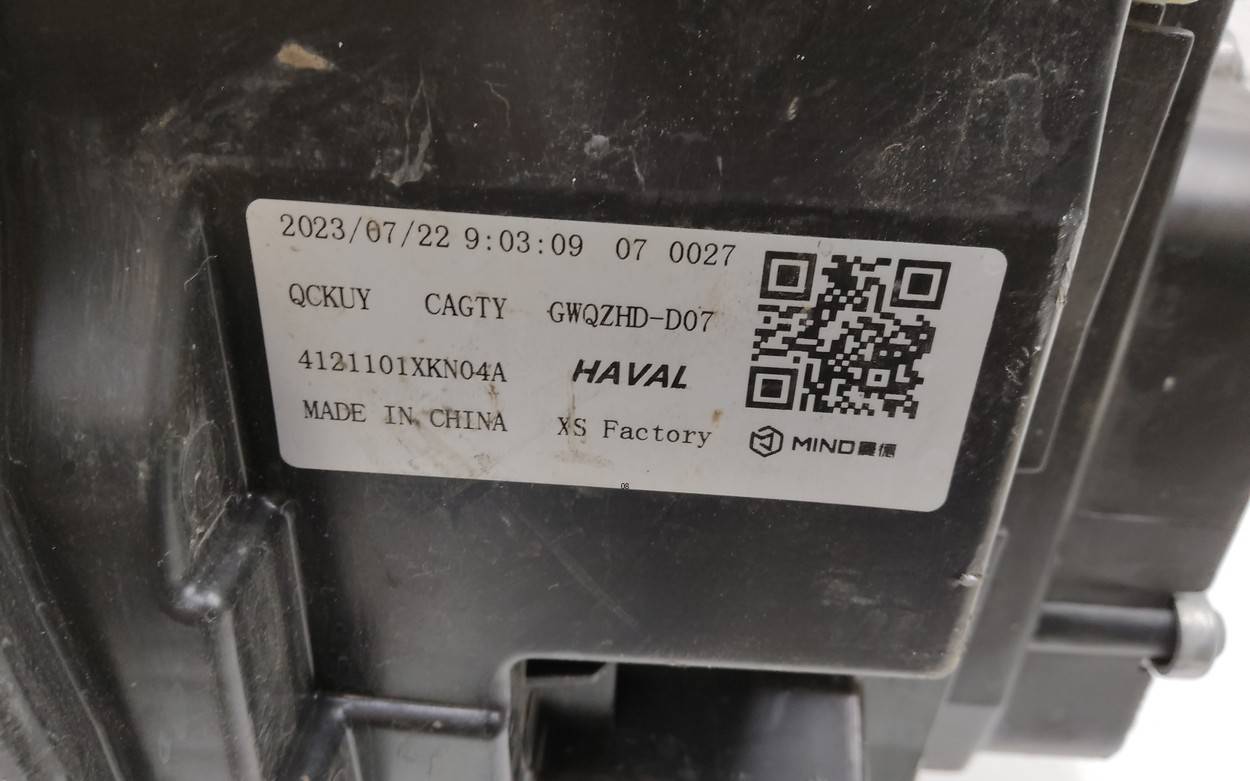 2023/07/22 9:03:09 07 0027
QCKUY CAGTY GWQZHD-D07
4121101XKN04A HAVAL
MADE IN CHINA XS Factory
MIND曼德
08